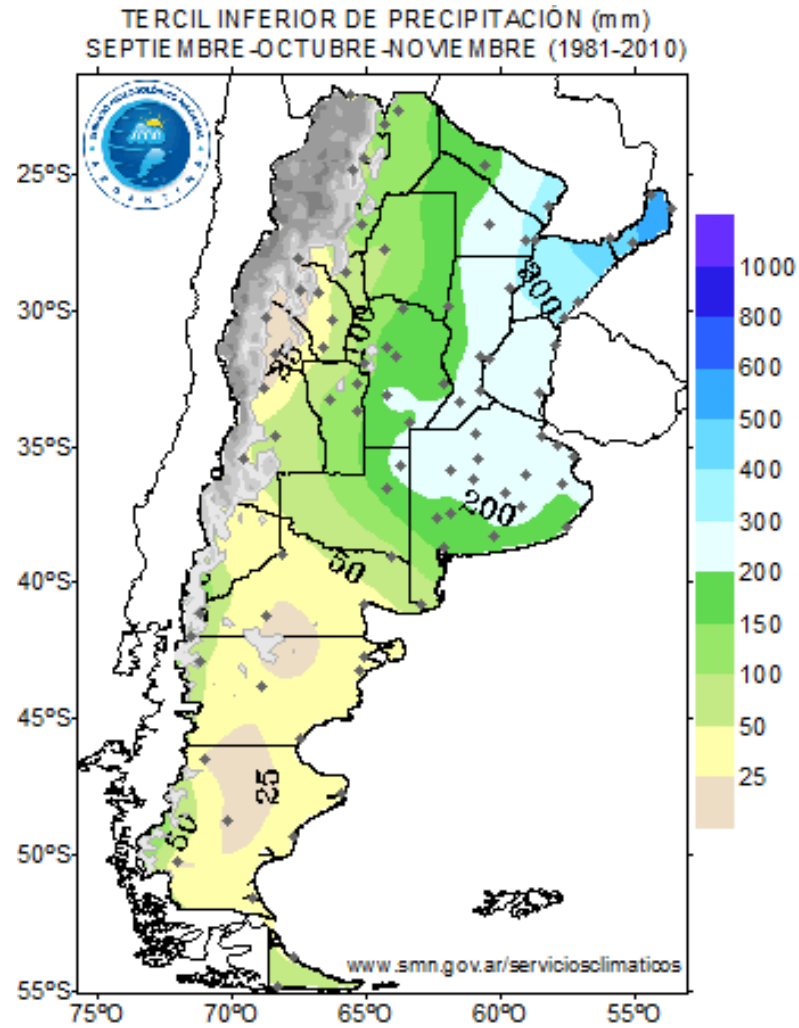 TERCIL INFERIOR DE PRECIPITACIÓN (mm)
SEPTIEMBRE-OCTUBRE-NOVIEMBRE (1981-2010)
25°S
30°S
35°S
40°S
45°S
50°S
55°S
75°O
70°O
65°O
60°O
55°O
300
100
25
200
50
25
50
1000
800
600
500
400
300
200
150
100
50
25
ARGENTINA
www.smn.gov.ar/serviciosclimaticos